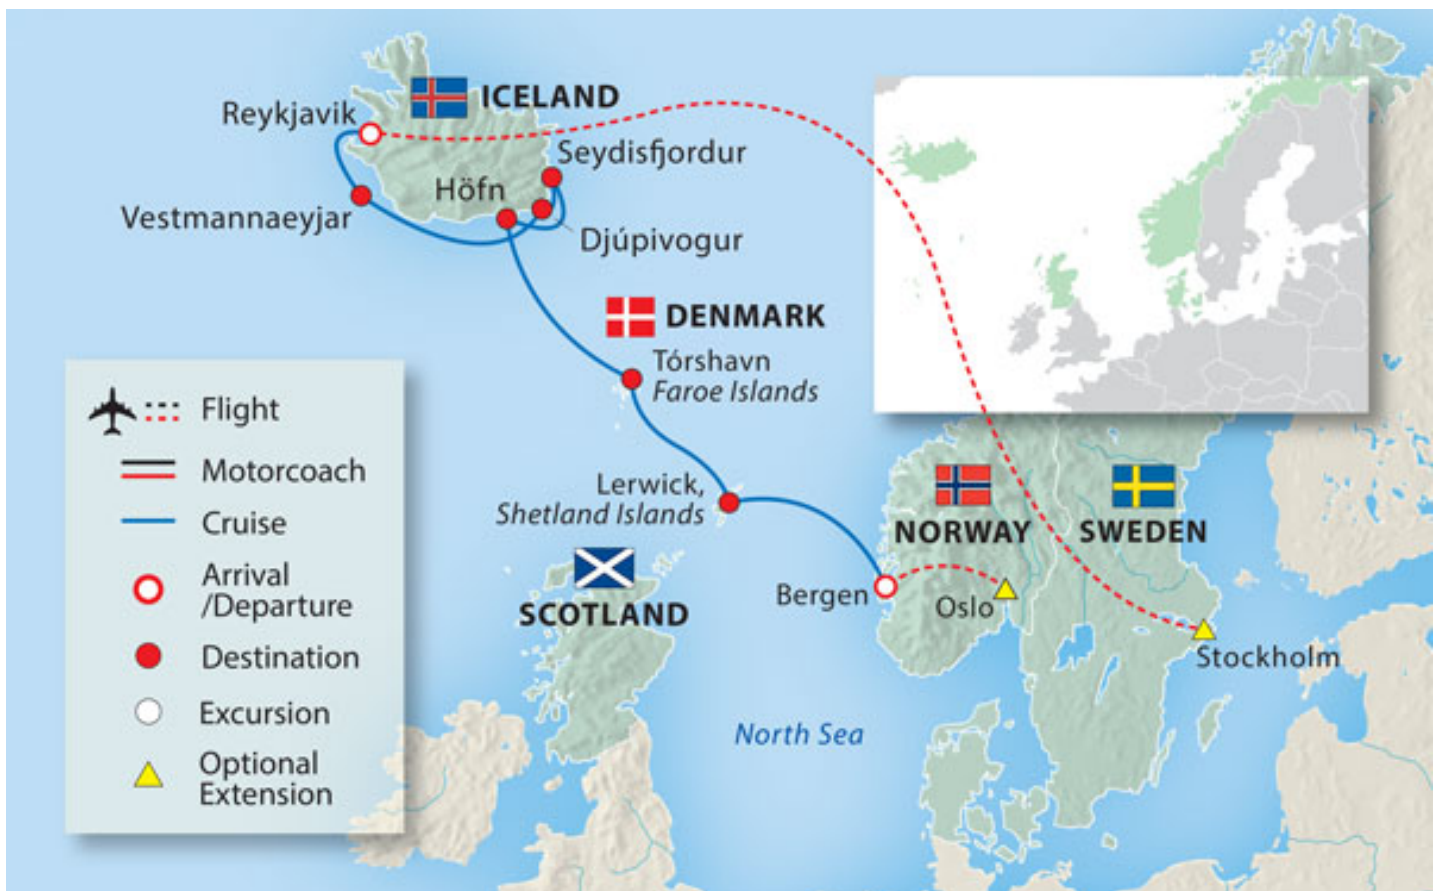 ICELAND
Reykjavik
Seydisfjordur
Höfn
Vestmannaeyjar
Djúpivogur
DENMARK
Tórshavn
Faroe Islands
Lerwick,
Shetland Islands
NORWAY
SWEDEN
SCOTLAND
Bergen
Oslo
Stockholm
North Sea
Flight
Motorcoach
Cruise
Arrival
/Departure
Destination
Excursion
Optional
Extension